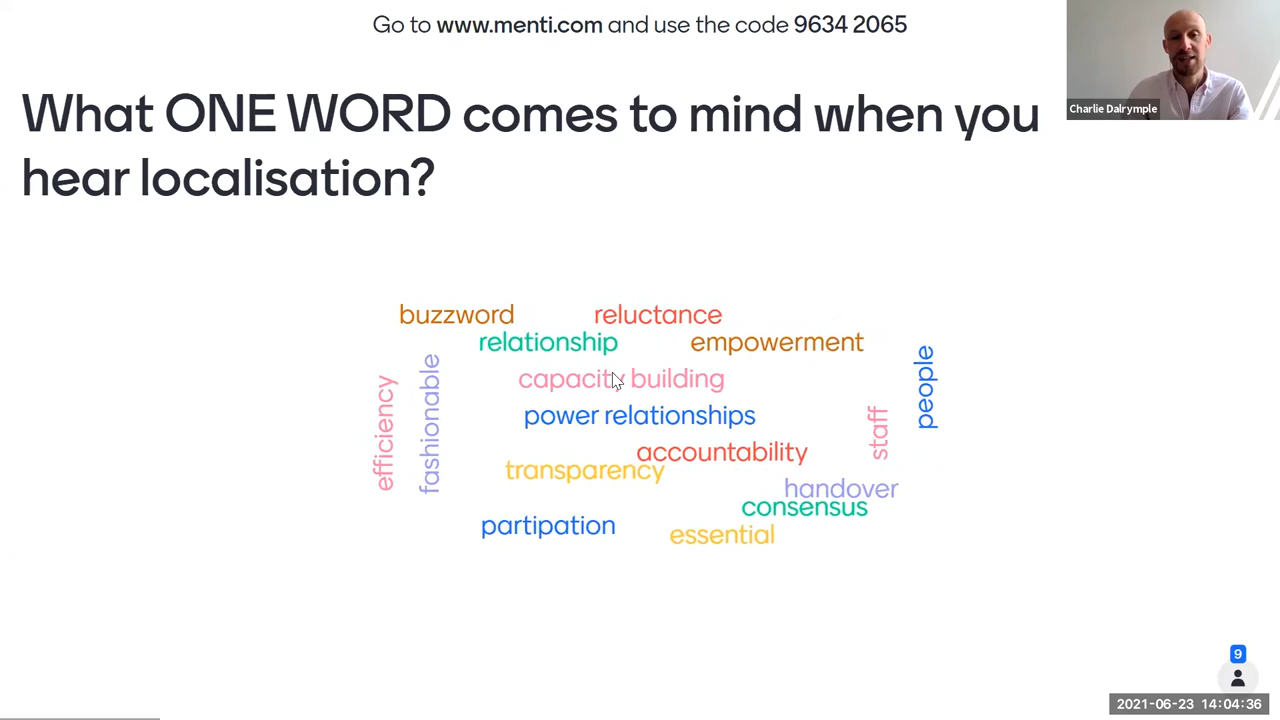 Go to www.menti.com and use the code 9634 2065
Charlie Dalrymple
What ONE WORD comes to mind when you
hear localisation?
buzzword
reluctance
relationship
empowerment
capacity building
power relationships
efficiency
fashionable
people
staff
accountability
transparency
handover
consensus
partipation
essential
9
2021-06-23 14:04:36